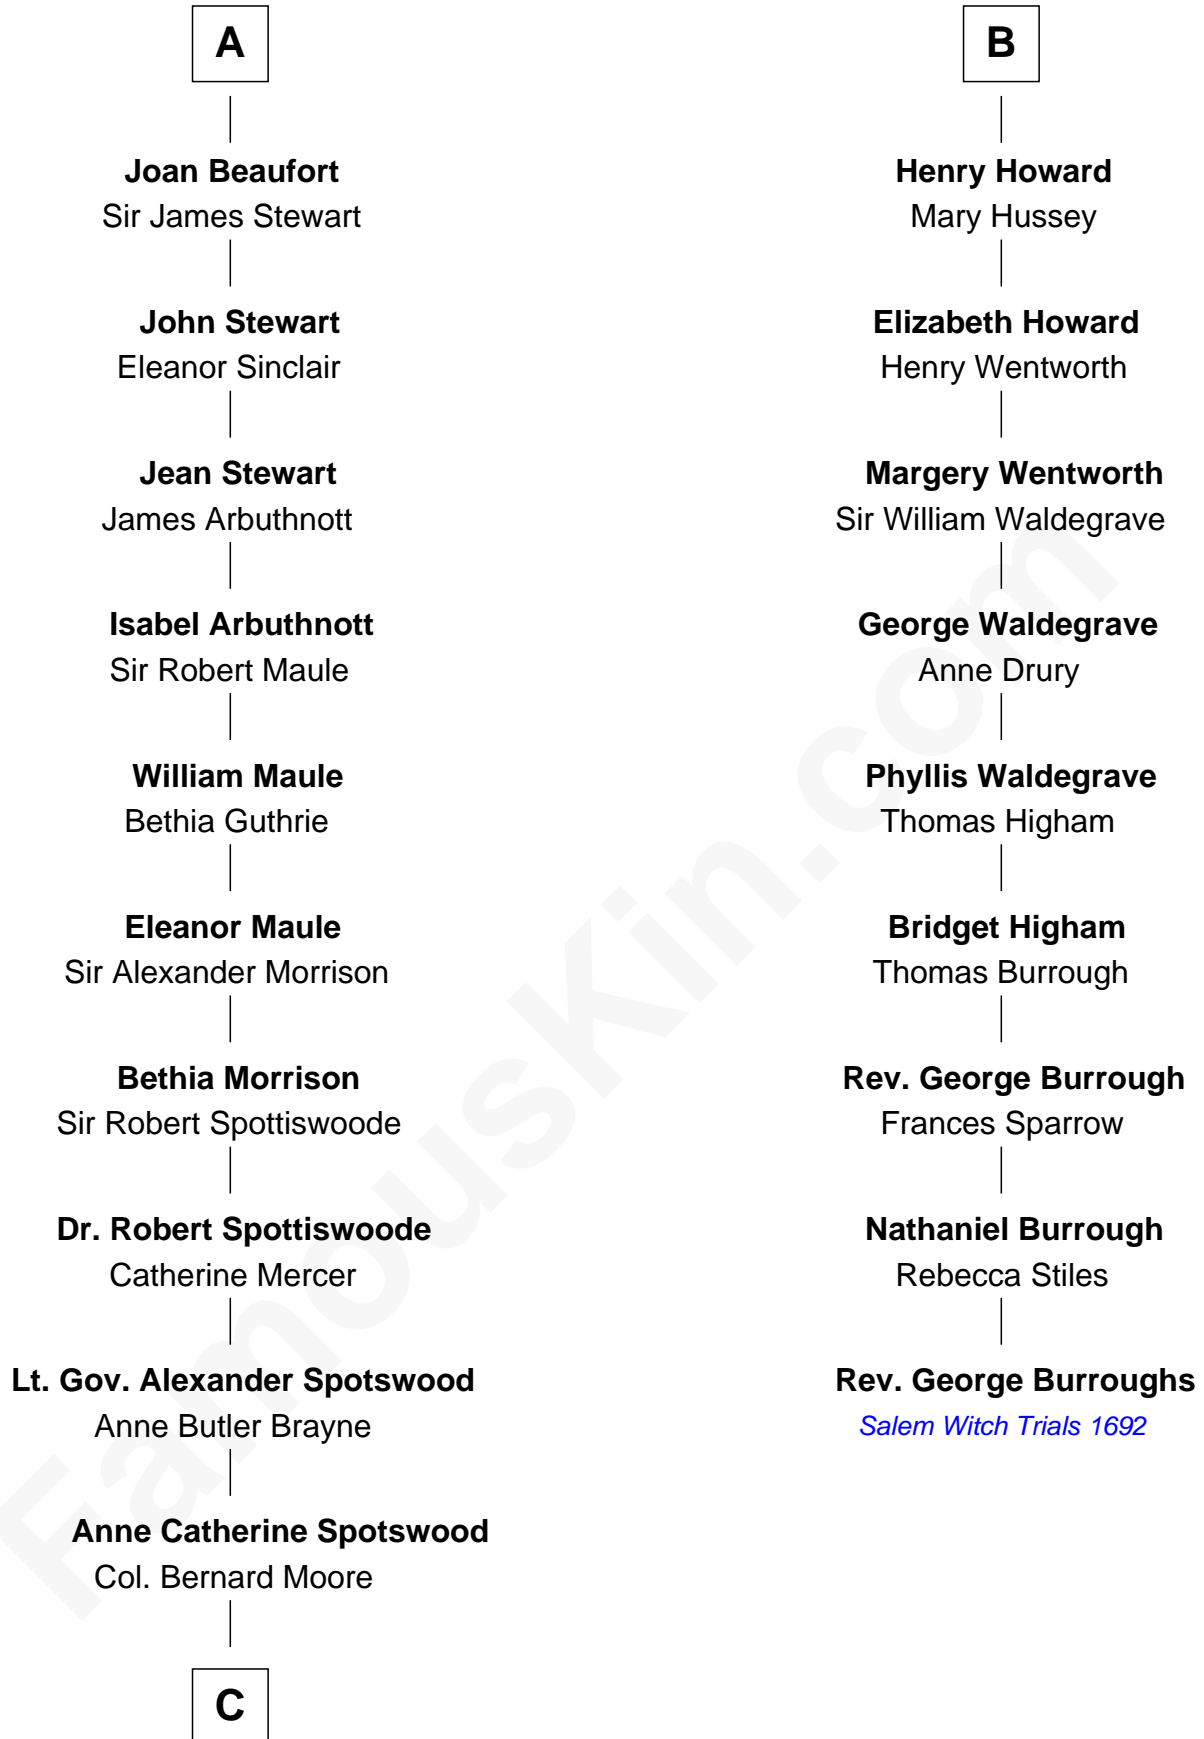 A
Joan Beaufort
Sir James Stewart
John Stewart
Eleanor Sinclair
Jean Stewart
James Arbuthnott
Isabel Arbuthnott
Sir Robert Maule
William Maule
Bethia Guthrie
Eleanor Maule
Sir Alexander Morrison
Bethia Morrison
Sir Robert Spottiswoode
Dr. Robert Spottiswoode
Catherine Mercer
Lt. Gov. Alexander Spotswood
Anne Butler Brayne
Anne Catherine Spotswood
Col. Bernard Moore
C
B
Henry Howard
Mary Hussey
Elizabeth Howard
Henry Wentworth
Margery Wentworth
Sir William Waldegrave
George Waldegrave
Anne Drury
Phyllis Waldegrave
Thomas Higham
Bridget Higham
Thomas Burrough
Rev. George Burrough
Frances Sparrow
Nathaniel Burrough
Rebecca Stiles
Rev. George Burroughs
Salem Witch Trials 1692
FamousKin.com